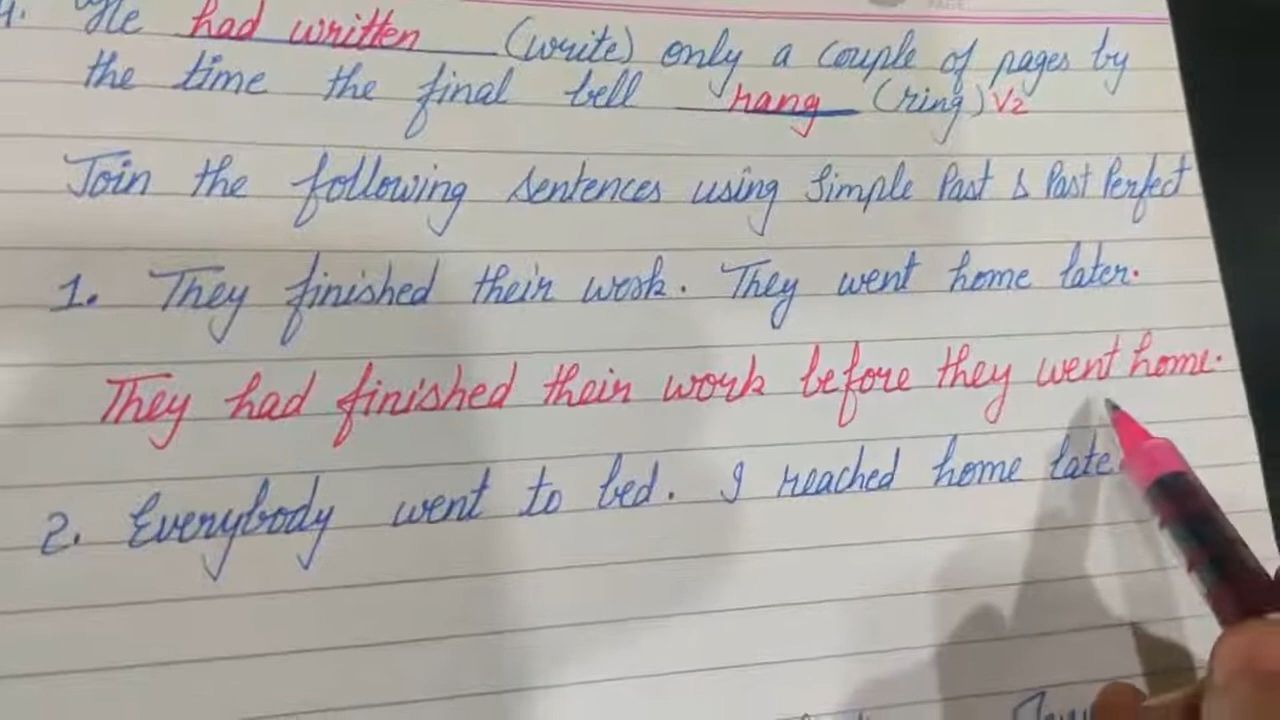 4. He had written (write) only a couple of pages by
the time the final bell rang (ring) V2
Join the following sentences using Simple Past & Past Perfect
1. They finished their work. They went home later.
They had finished their work before they went home.
2. Everybody went to bed. I reached home late